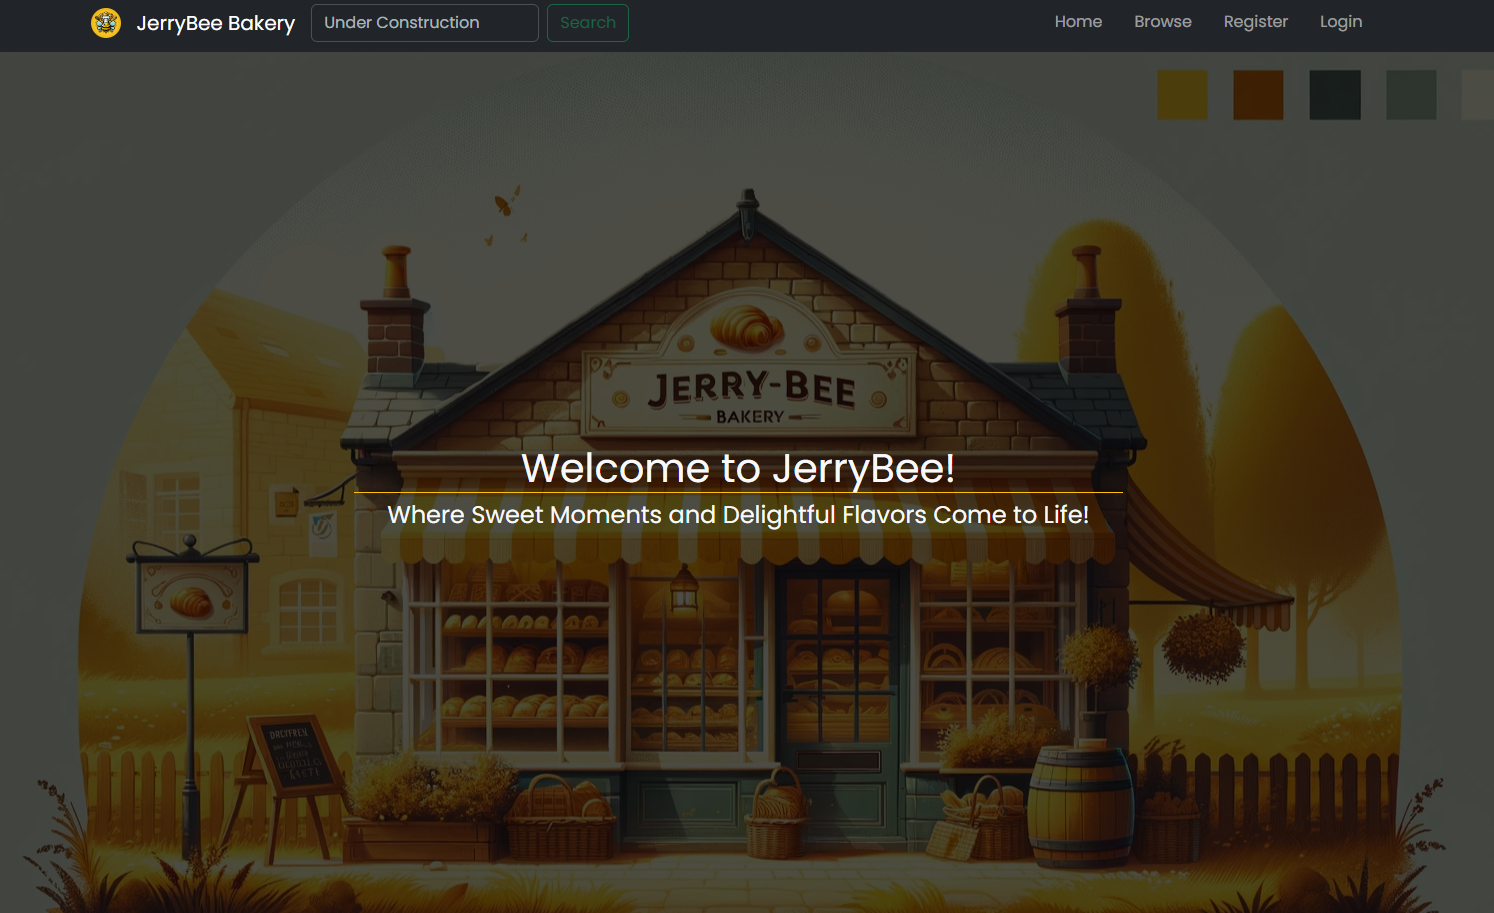 JerryBee Bakery
Under Construction
Search
Home
Browse
Register
Login
JERRY-BEE
BAKERY
Welcome to JerryBee!
Where Sweet Moments and Delightful Flavors Come to Life!